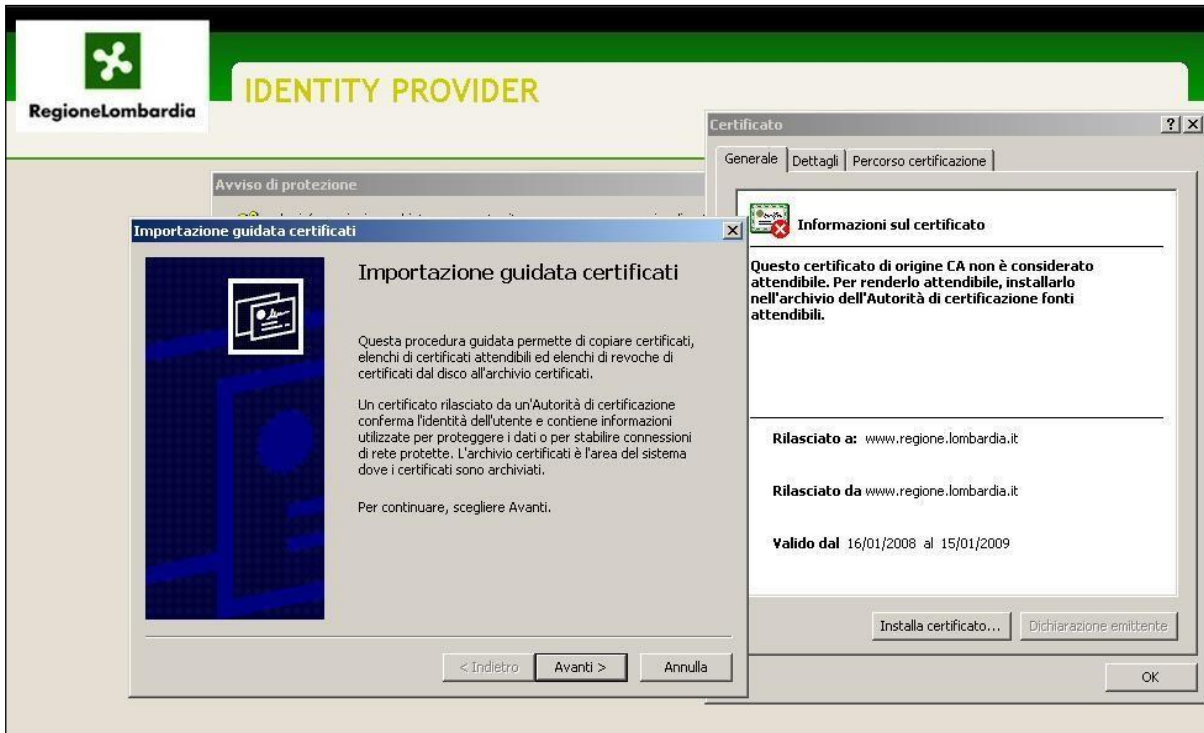 RegioneLombardia
IDENTITY PROVIDER
Avviso di protezione
Importazione guidata certificati
Importazione guidata certificati
Questa procedura guidata permette di copiare certificati,
elenchi di certificati attendibili ed elenchi di revoche di
certificati dal disco all'archivio certificati.
Un certificato rilasciato da un'Autorità di certificazione
conferma l'identità dell'utente e contiene informazioni
utilizzate per proteggere i dati o per stabilire connessioni
di rete protette. L'archivio certificati è l'area del sistema
dove i certificati sono archiviati.
Per continuare, scegliere Avanti.
< Indietro
Avanti >
Annulla
Certificato
Generale
Dettagli
Percorso certificazione
Informazioni sul certificato
Questo certificato di origine CA non è considerato
attendibile. Per renderlo attendibile, installarlo
nell'archivio dell'Autorità di certificazione fonti
attendibili.
Rilasciato a: www.regione.lombardia.it
Rilasciato da www.regione.lombardia.it
Valido dal 16/01/2008 al 15/01/2009
Installa certificato...
Dichiarazione emittente
OK